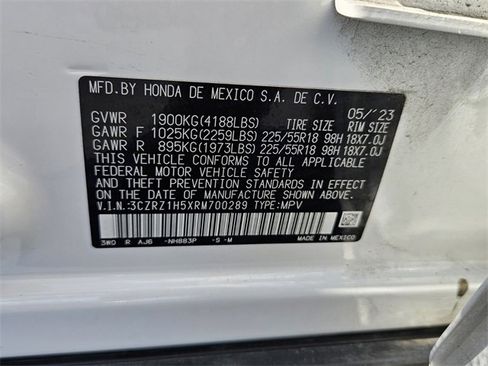 MFD.BY HONDA DE MEXICO S.A. DE C.V.
05/'23
GVWR 1900KG(4188LBS) TIRE SIZE RIM SIZE
GAWR F 1025KG(2259LBS) 225/55R18 98H 18X7.0J
GAWR R 895KG(1973LBS) 225/55R18 98H 18X7.0J
THIS VEHICLE CONFORMS TO ALL APPLICABLE
FEDERAL MOTOR VEHICLE SAFETY
AND THEFT PREVENTION STANDARDS IN EFFECT
ON THE DATE OF MANUFACTURE SHOWN ABOVE.
V.I.N.:3CZRZ1H5XRM700289 TYPE:MPV
3W0 R AJ6 -NH883P -S -M